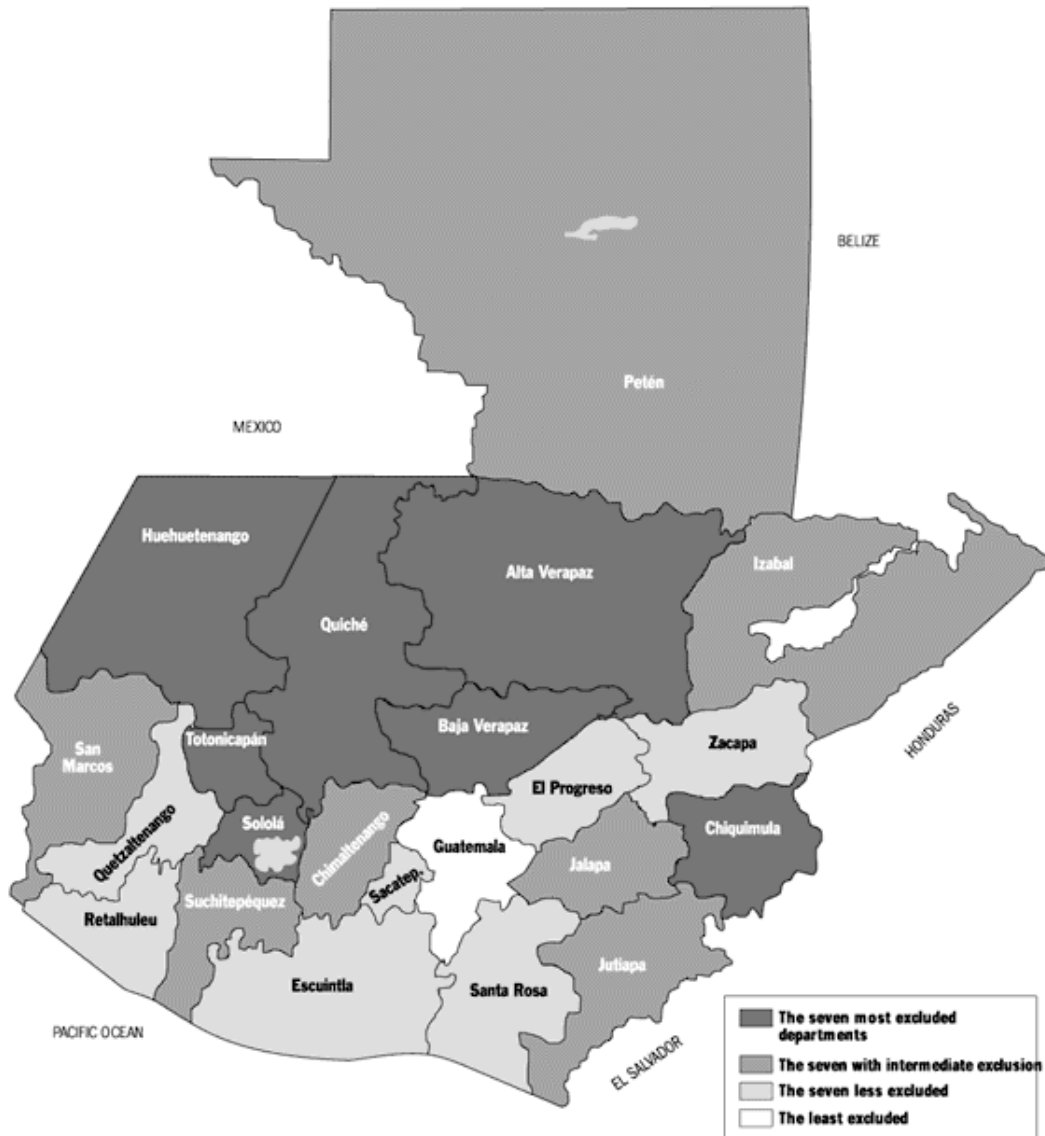 BELIZE
Petén
MEXICO
Huehuetenango
Alta Verapaz
Izabal
Quiché
HONDURAS
Baja Verapaz
Totonicapán
San
Marcos
Zacapa
El Progreso
Quetzaltenango
Sololá
Chimaltenango
Guatemala
Chiquimula
Jalapa
Sacatep.
Suchitepéquez
Retalhuleu
Jutiapa
Escuintla
Santa Rosa
PACIFIC OCEAN
EL SALVADOR
The seven most excluded
departments
The seven with intermediate exclusion
The seven less excluded
The least excluded